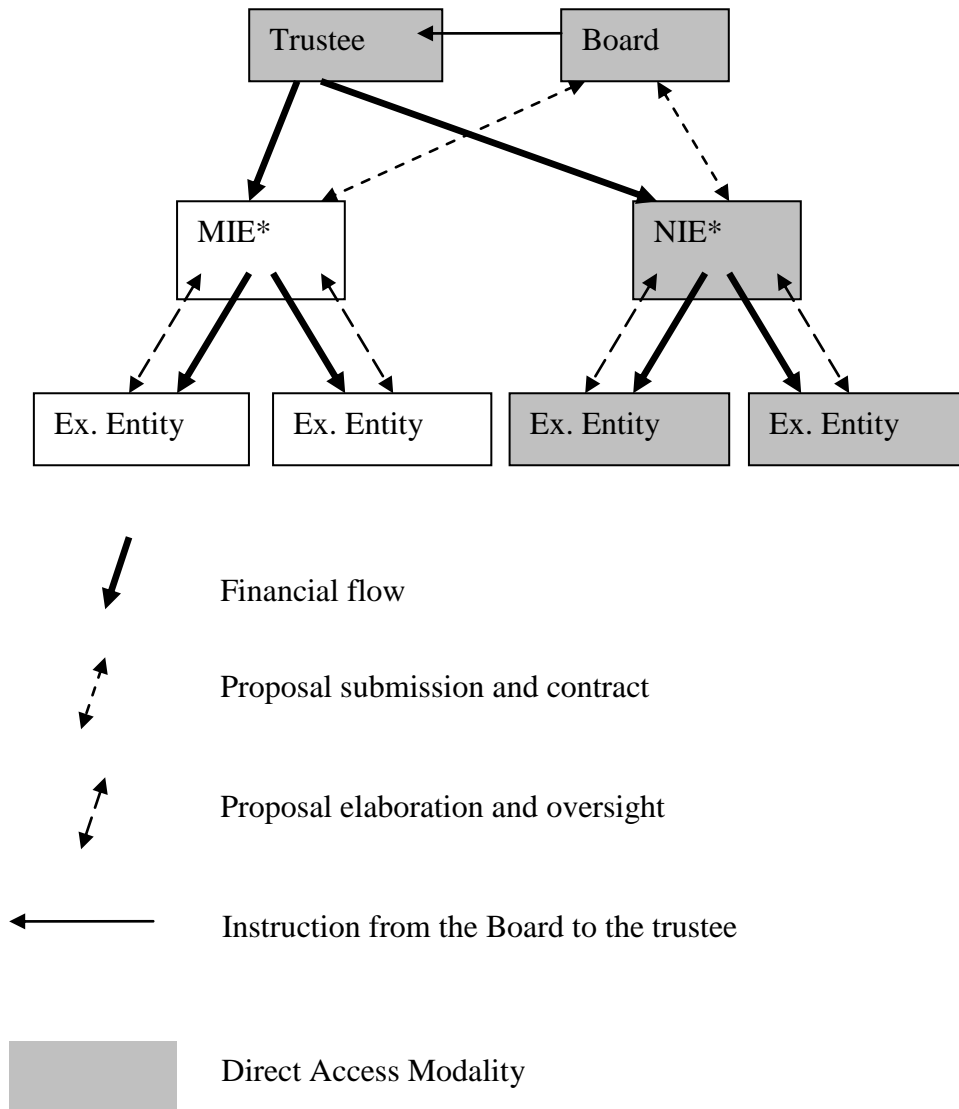 Trustee
Board
MIE*
NIE*
Ex. Entity
Ex. Entity
Ex. Entity
Ex. Entity
Financial flow
Proposal submission and contract
Proposal elaboration and oversight
Instruction from the Board to the trustee
Direct Access Modality